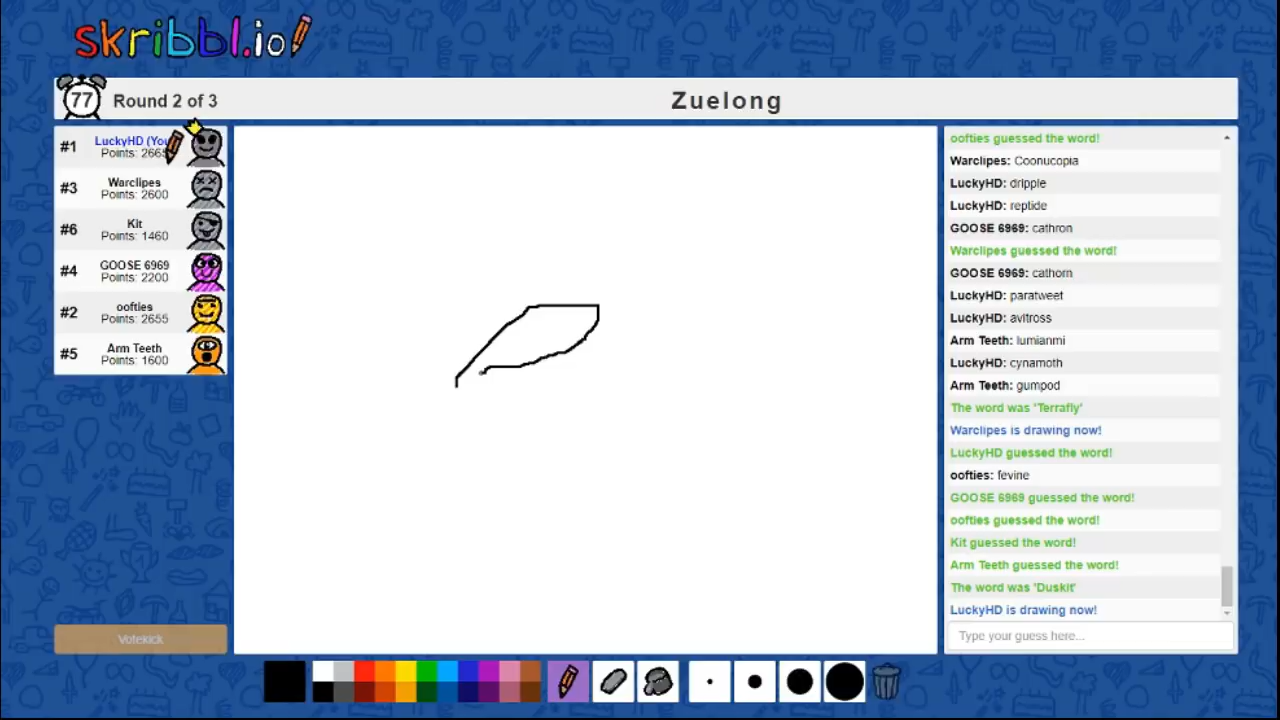 skribbl.io
77
Round 2 of 3
Zuelong
#1
LuckyHD (You
Points: 2665
#3
Warclipes
Points: 2600
#6
Kit
Points: 1460
#4
GOOSE 6969
Points: 2200
#2
oofties
Points: 2655
#5
Arm Teeth
Points: 1600
Votekick
oofties guessed the word!
Warclipes: Coonucopia
LuckyHD: dripple
LuckyHD: reptide
GOOSE 6969: cathron
Warclipes guessed the word!
GOOSE 6969: cathorn
LuckyHD: paratweet
LuckyHD: avitross
Arm Teeth: lumianmi
LuckyHD: cynamoth
Arm Teeth: gumpod
The word was 'Terrafly'
Warclipes is drawing now!
LuckyHD guessed the word!
oofties: fevine
GOOSE 6969 guessed the word!
oofties guessed the word!
Kit guessed the word!
Arm Teeth guessed the word!
The word was 'Duskit'
LuckyHD is drawing now!
Type your guess here...